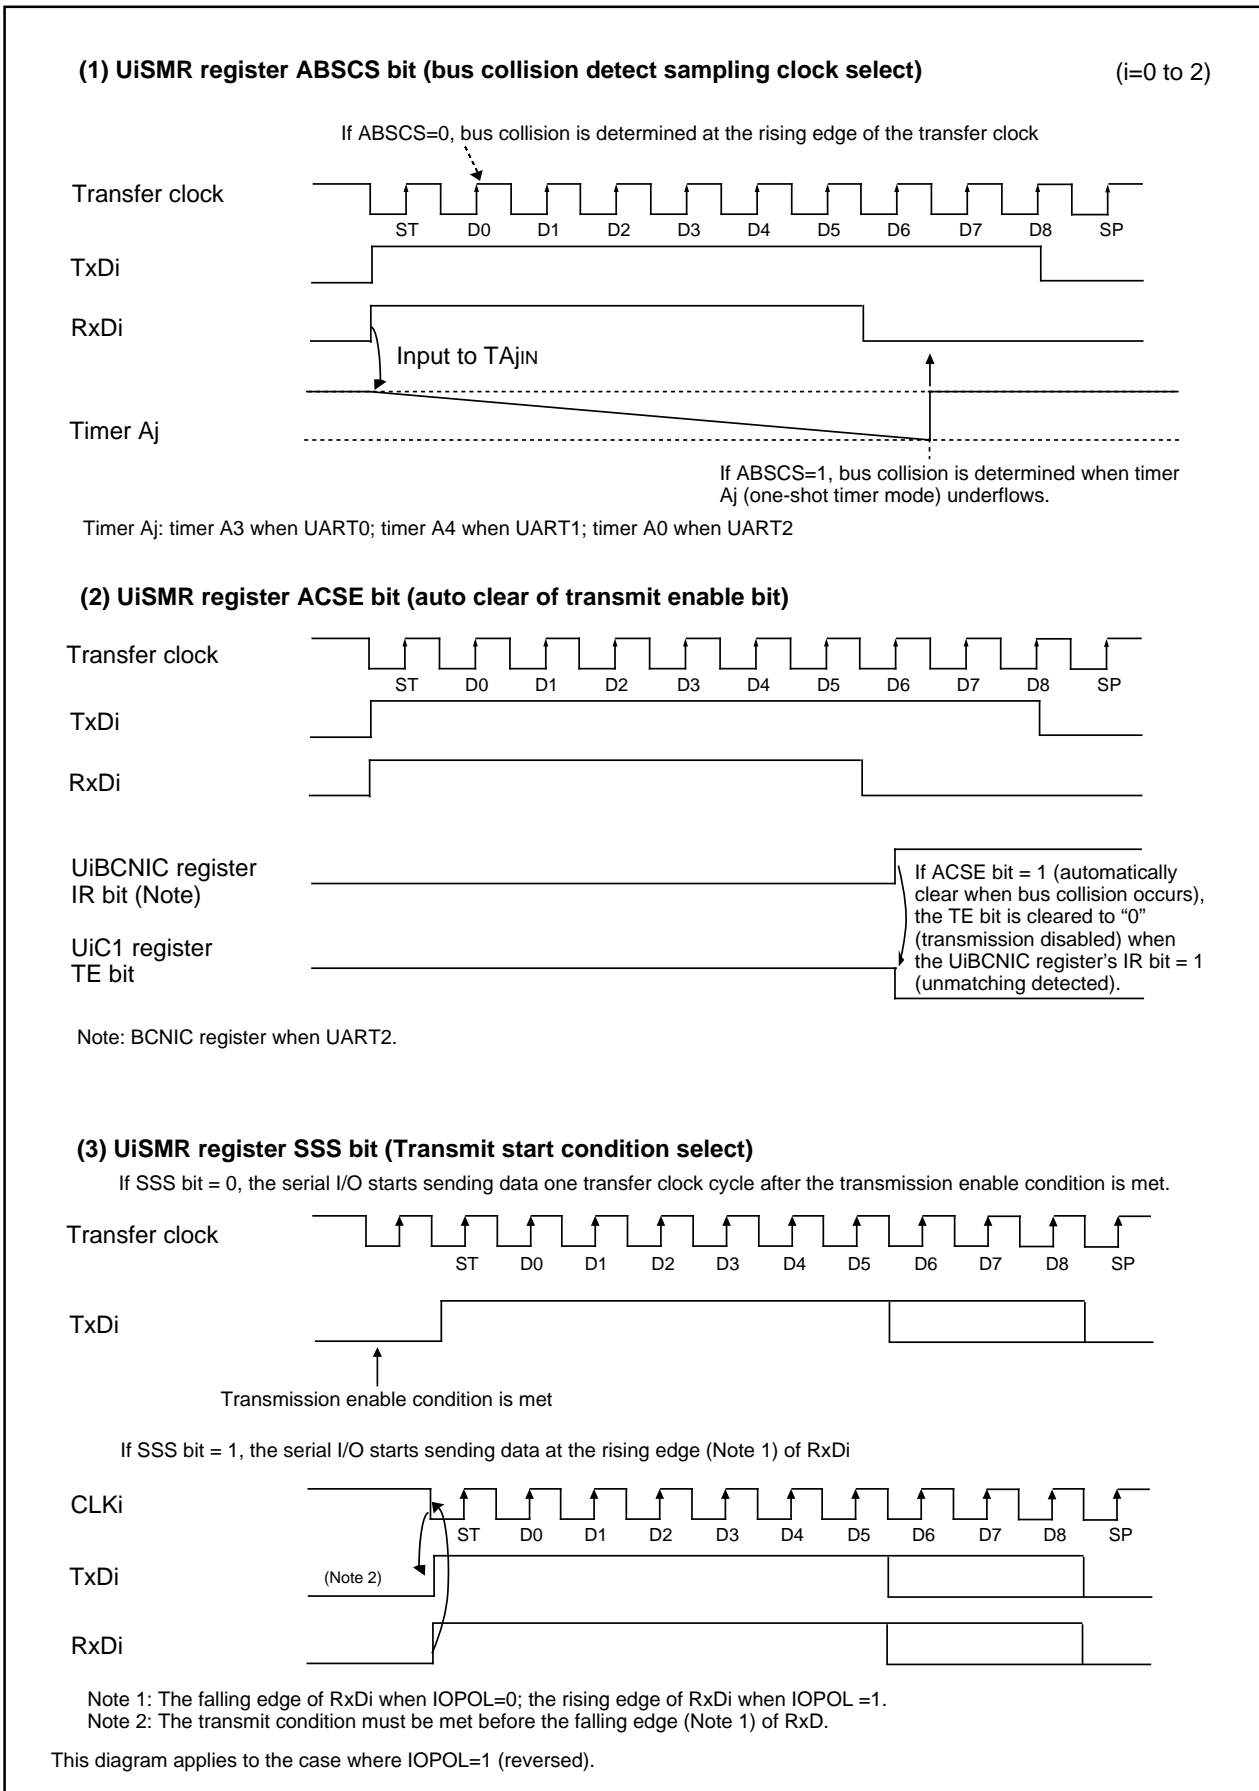 (1) UiSMR register ABSCS bit (bus collision detect sampling clock select) (i=0 to 2)
If ABSCS=0, bus collision is determined at the rising edge of the transfer clock
Transfer clock
ST D0 D1 D2 D3 D4 D5 D6 D7 D8 SP
TxDi
RxDi
Input to TAjIN
Timer Aj
If ABSCS=1, bus collision is determined when timer
Aj (one-shot timer mode) underflows.
Timer Aj: timer A3 when UART0; timer A4 when UART1; timer A0 when UART2
(2) UiSMR register ACSE bit (auto clear of transmit enable bit)
Transfer clock
ST D0 D1 D2 D3 D4 D5 D6 D7 D8 SP
TxDi
RxDi
UiBCNIC register
IR bit (Note)
If ACSE bit = 1 (automatically
clear when bus collision occurs),
the TE bit is cleared to “0”
(transmission disabled) when
the UiBCNIC register’s IR bit = 1
(unmatching detected).
UiC1 register
TE bit
Note: BCNIC register when UART2.
(3) UiSMR register SSS bit (Transmit start condition select)
If SSS bit = 0, the serial I/O starts sending data one transfer clock cycle after the transmission enable condition is met.
Transfer clock
ST D0 D1 D2 D3 D4 D5 D6 D7 D8 SP
TxDi
Transmission enable condition is met
If SSS bit = 1, the serial I/O starts sending data at the rising edge (Note 1) of RxDi
CLKi
ST D0 D1 D2 D3 D4 D5 D6 D7 D8 SP
TxDi
(Note 2)
RxDi
Note 1: The falling edge of RxDi when IOPOL=0; the rising edge of RxDi when IOPOL =1.
Note 2: The transmit condition must be met before the falling edge (Note 1) of RxD.
This diagram applies to the case where IOPOL=1 (reversed).